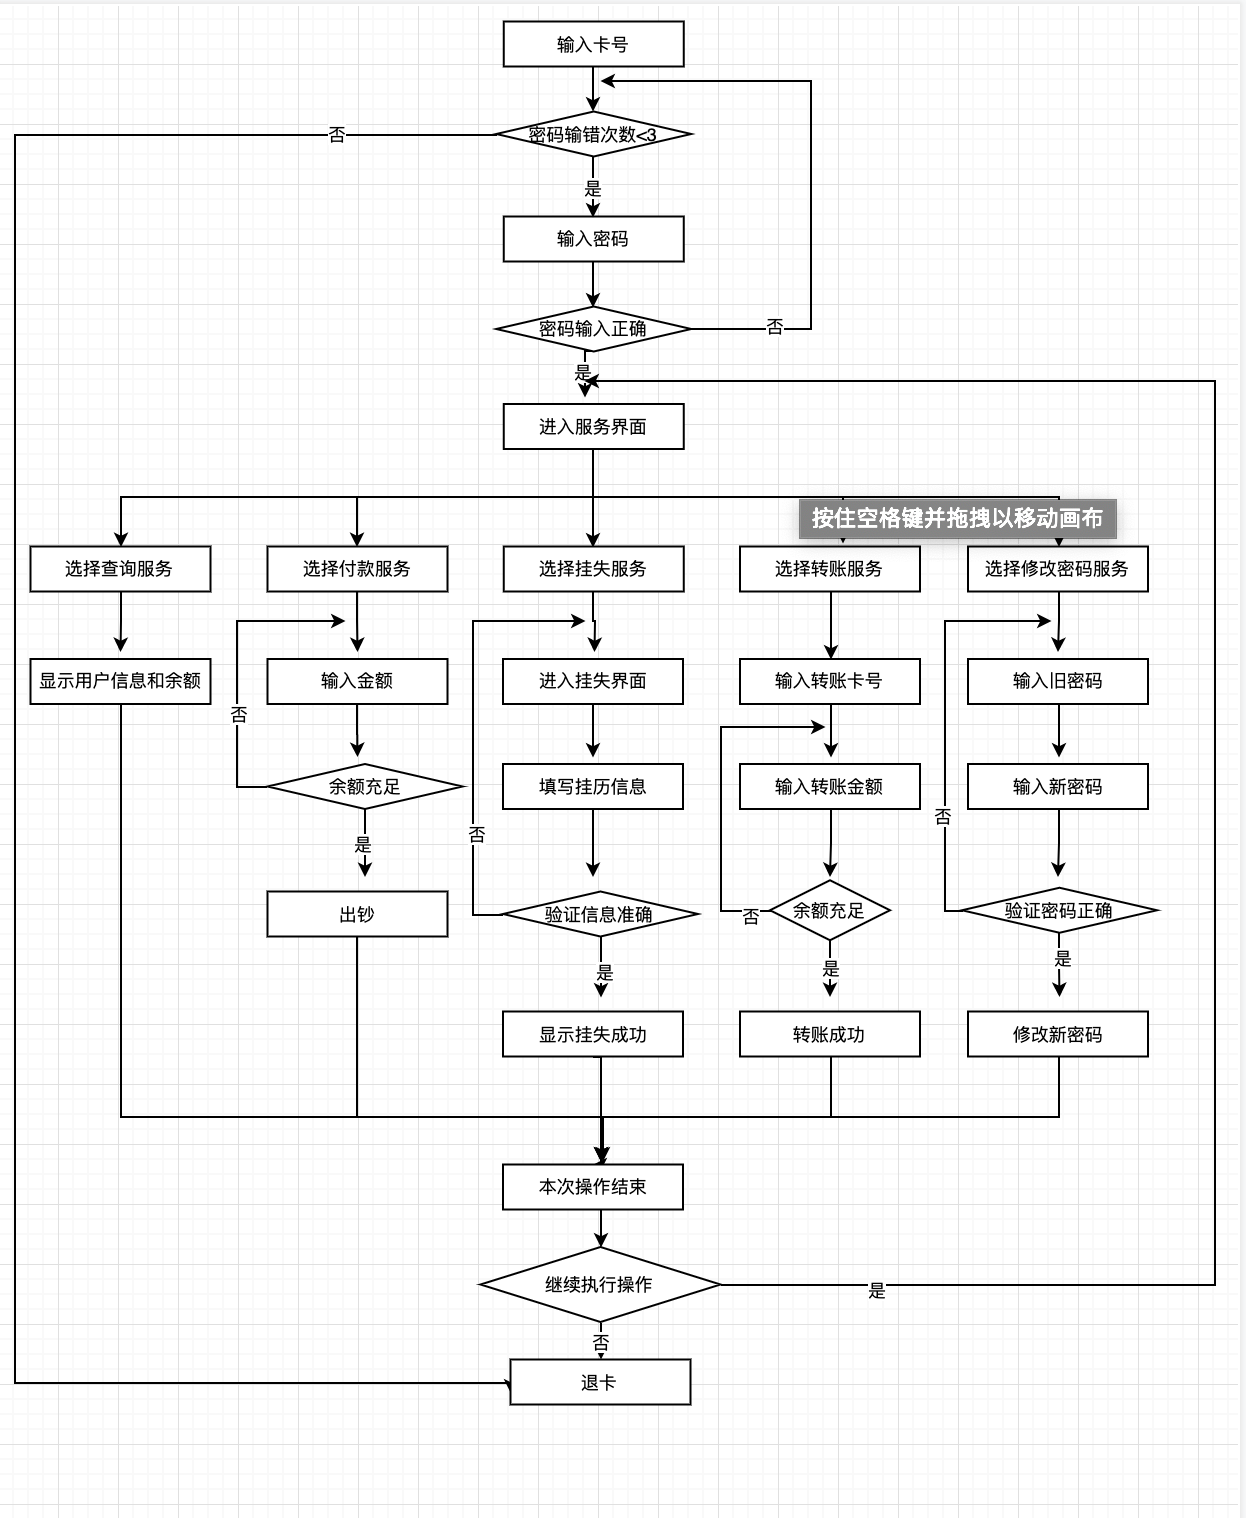 输入卡号
密码输错次数<3
否
是
输入密码
密码输入正确
否
是
进入服务界面
按住空格键并拖拽以移动画布
选择查询服务
选择付款服务
选择挂失服务
选择转账服务
选择修改密码服务
显示用户信息和余额
输入金额
进入挂失界面
输入转账卡号
输入旧密码
否
余额充足
填写挂历信息
输入转账金额
输入新密码
否
否
是
出钞
验证信息准确
否
余额充足
验证密码正确
是
是
是
显示挂失成功
转账成功
修改新密码
本次操作结束
继续执行操作
是
否
退卡